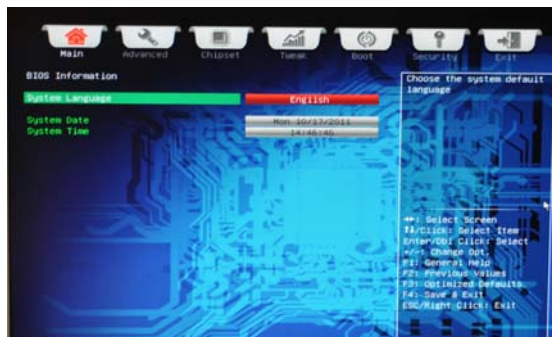 Main
Advanced
Chipset
Tweak
Boot
Security
Exit
BIOS Information
System Language
English
System Date
Mon 10/17/2011
System Time
14:46:46
Choose the system default
language
↔: Select Screen
↑↓/Click: Select Item
Enter/Dbl Click: Select
+/-: Change Opt.
F1: General Help
F2: Previous Values
F3: Optimized Defaults
F4: Save & Exit
ESC/Right Click: Exit